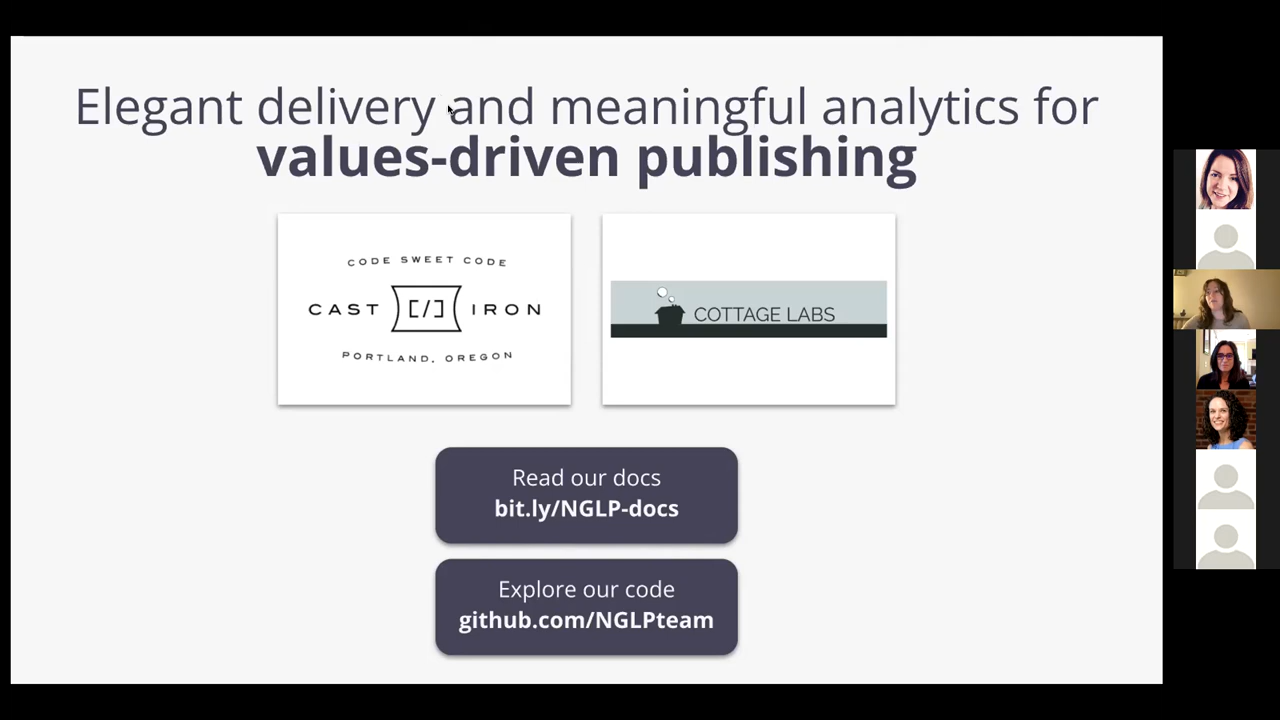 Elegant delivery and meaningful analytics for
values-driven publishing
CODE SWEET CODE
CAST [/] IRON
PORTLAND, OREGON
COTTAGE LABS
Read our docs
bit.ly/NGLP-docs
Explore our code
github.com/NGLPteam